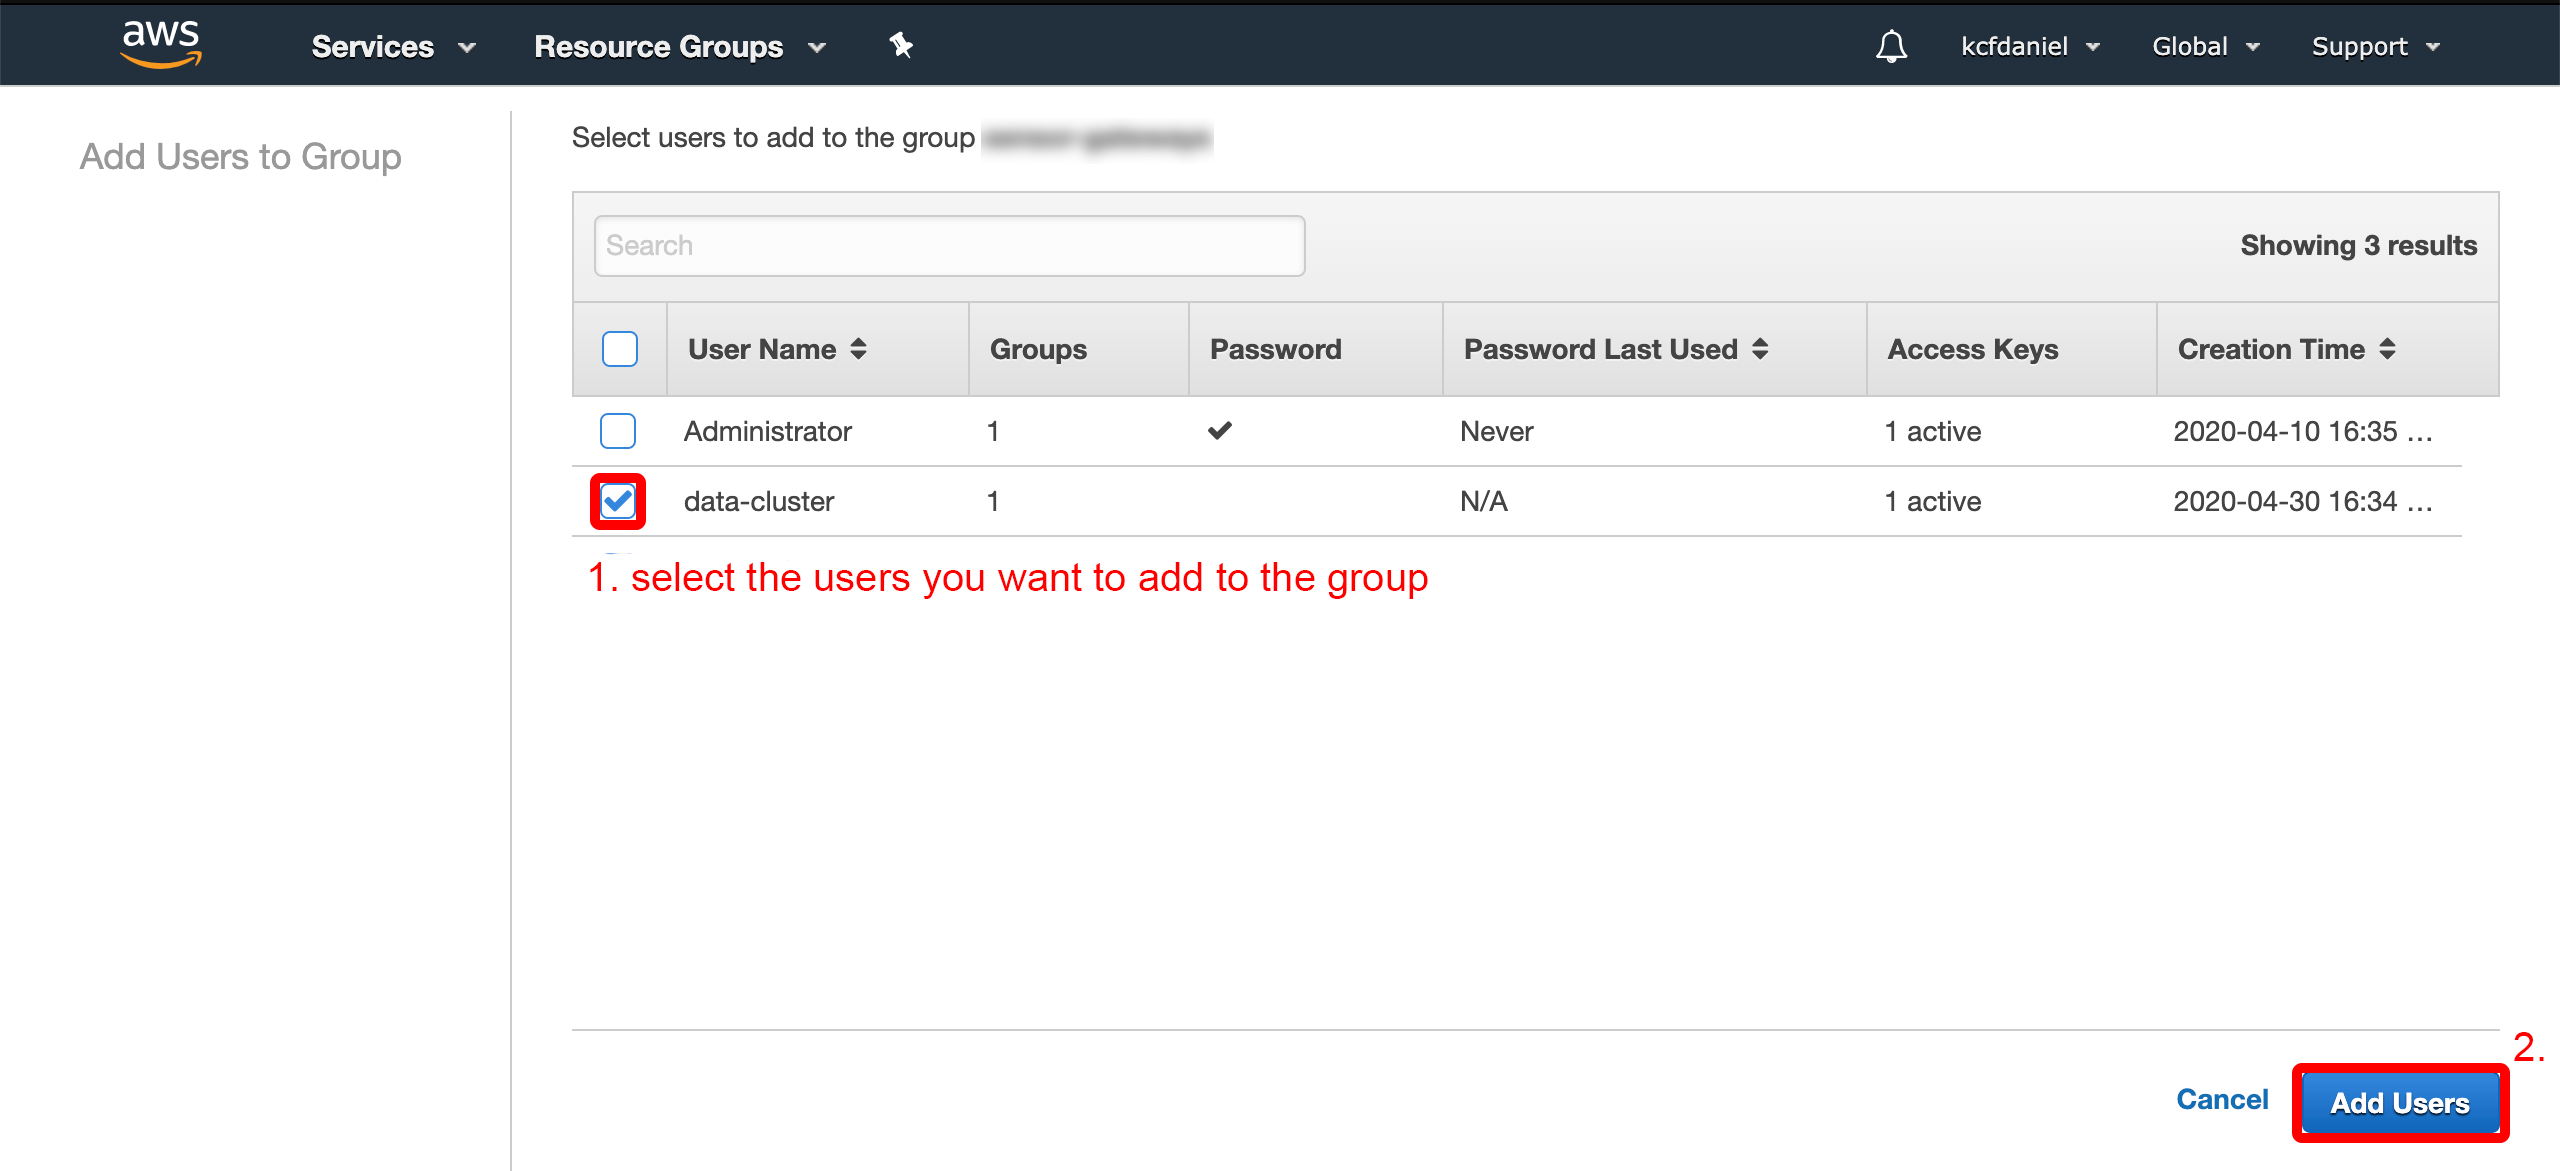 aws Services Resource Groups kcfdaniel Global Support
Add Users to Group
Select users to add to the group
Search Showing 3 results
User Name Groups Password Password Last Used Access Keys Creation Time
Administrator 1 Never 1 active 2020-04-10 16:35 …
data-cluster 1 N/A 1 active 2020-04-30 16:34 …
1. select the users you want to add to the group
2.
Cancel Add Users